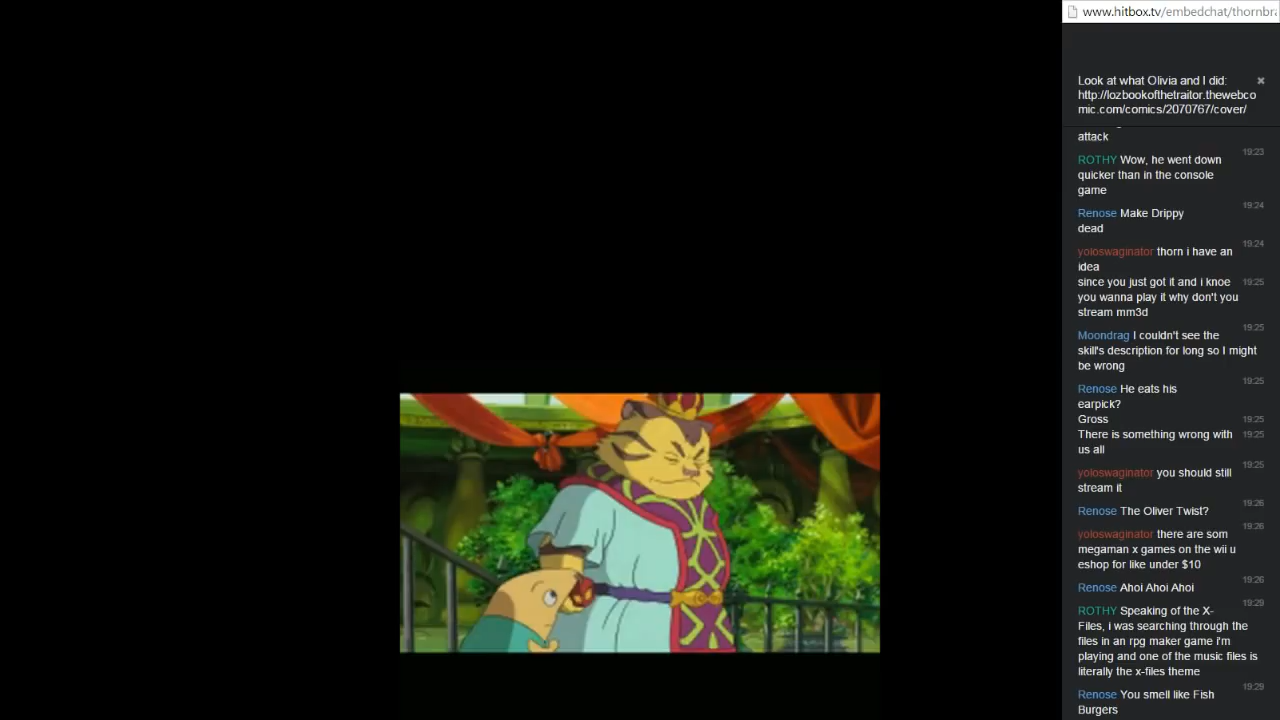 www.hitbox.tv/embedchat/thornbra
Look at what Olivia and I did:
http://lozbookofthetraitor.thewebco
mic.com/comics/2070767/cover/
attack
19:23
ROTHY Wow, he went down
quicker than in the console
game
19:24
Renose Make Drippy
dead
19:24
yoloswaginator thorn i have an
idea
since you just got it and i knoe 19:25
you wanna play it why don't you
stream mm3d
19:25
Moondrag I couldn't see the
skill's description for long so I might
be wrong
19:25
Renose He eats his
earpick?
Gross 19:25
There is something wrong with 19:25
us all
19:25
yoloswaginator you should still
stream it
19:26
Renose The Oliver Twist?
19:26
yoloswaginator there are som
megaman x games on the wii u
eshop for like under $10
19:26
Renose Ahoi Ahoi Ahoi
19:29
ROTHY Speaking of the X-
Files, i was searching through the
files in an rpg maker game i'm
playing and one of the music files is
literally the x-files theme
19:29
Renose You smell like Fish
Burgers